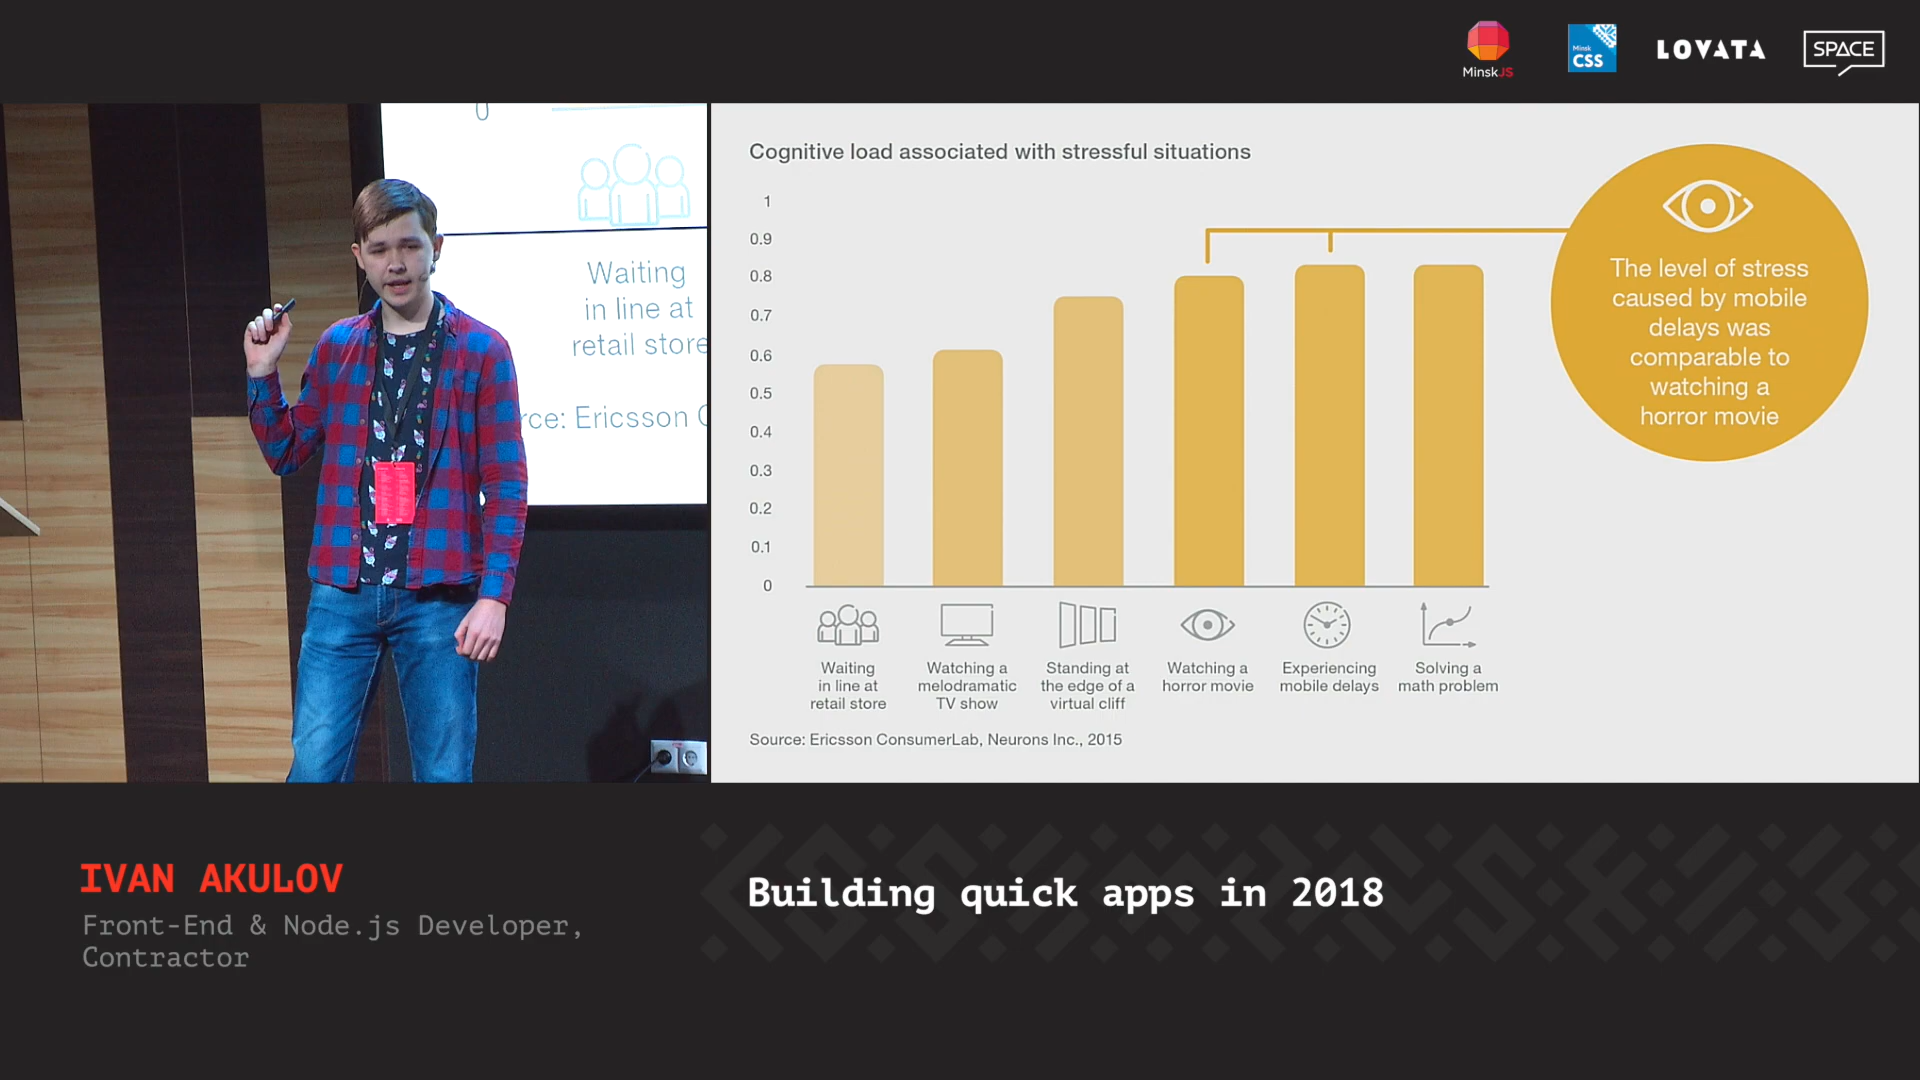 MinskJS
Minsk
CSS
LOVATA
SPACE
0
Waiting
in line at
retail store
rce: Ericsson C
Cognitive load associated with stressful situations
1
0.9
0.8
0.7
0.6
0.5
0.4
0.3
0.2
0.1
0
Waiting
in line at
retail store
Watching a
melodramatic
TV show
Standing at
the edge of a
virtual cliff
Watching a
horror movie
Experiencing
mobile delays
Solving a
math problem
Source: Ericsson ConsumerLab, Neurons Inc., 2015
The level of stress
caused by mobile
delays was
comparable to
watching a
horror movie
IVAN AKULOV
Front-End & Node.js Developer,
Contractor
Building quick apps in 2018